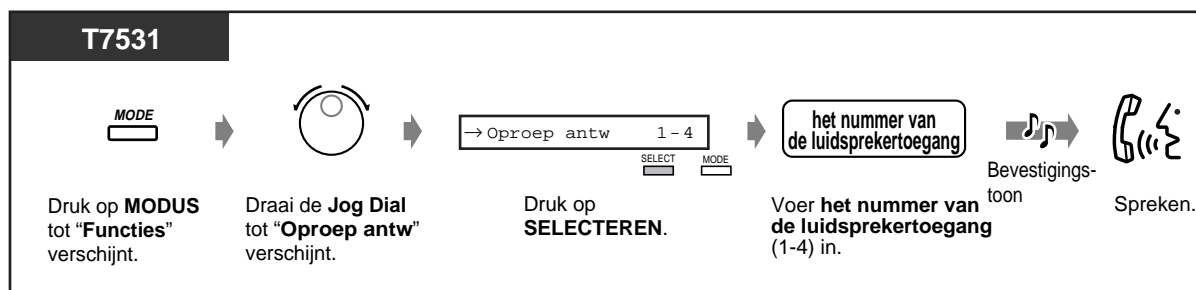 T7531
MODE
→Oproep antw 1-4
SELECT MODE
het nummer van
de luidsprekertoegang
Bevestigings-
toon
Druk op MODUS
tot “Functies”
verschijnt.
Draai de Jog Dial
tot “Oproep antw”
verschijnt.
Druk op
SELECTEREN.
Voer het nummer van
de luidsprekertoegang
(1-4) in.
Spreken.